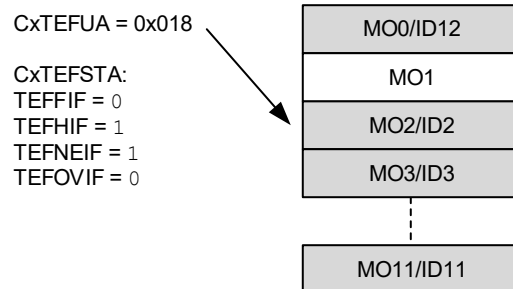 CxTEFUA = 0x018
CxTEFSTA:
TEFFIF = 0
TEFHIF = 1
TEFNEIF = 1
TEFOVIF = 0
MO0/ID12
MO1
MO2/ID2
MO3/ID3
MO11/ID11